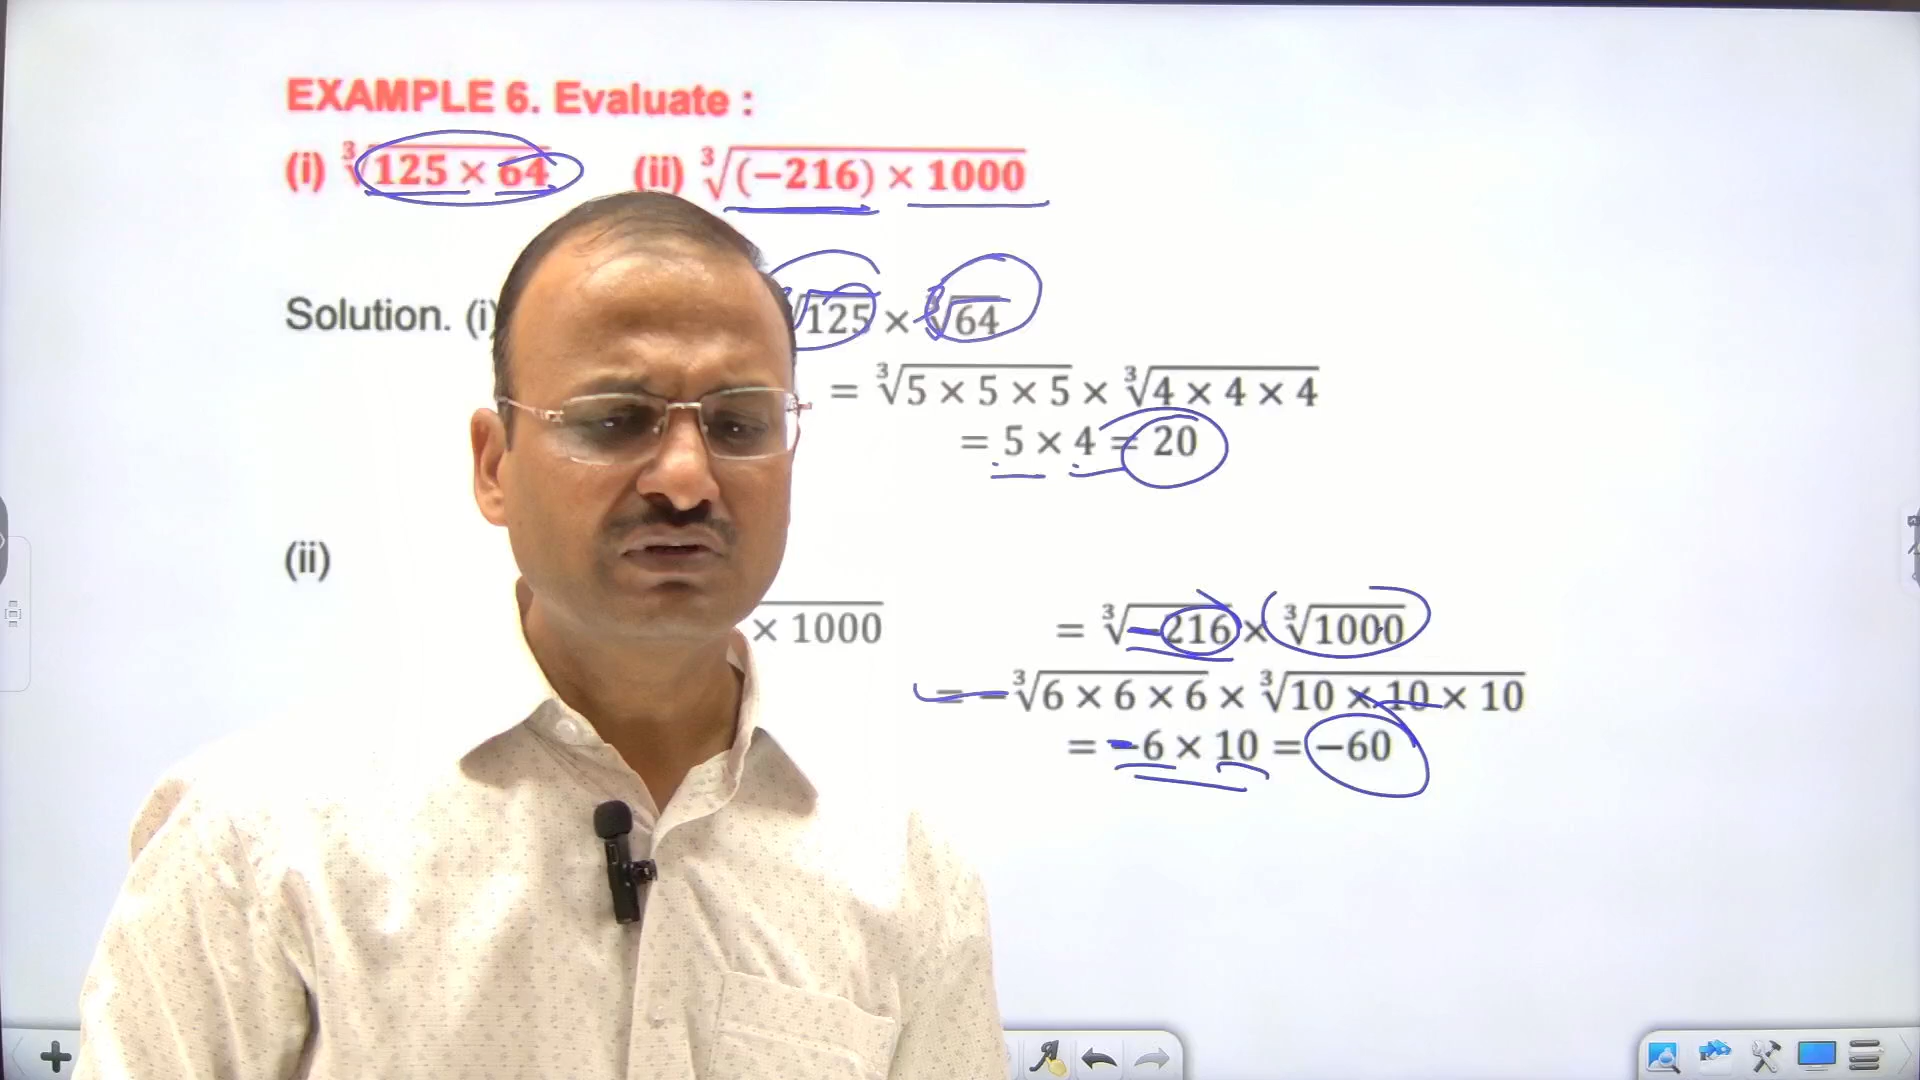 EXAMPLE 6. Evaluate :
(i) ∛(125 × 64) (ii) ∛((−216) × 1000)
Solution. (i) ∛125 × ∛64
= ∛(5 × 5 × 5) × ∛(4 × 4 × 4)
= 5 × 4 = 20
(ii)
× 1000 = ∛−216 × ∛1000
= −∛(6 × 6 × 6) × ∛(10 × 10 × 10)
= −6 × 10 = −60